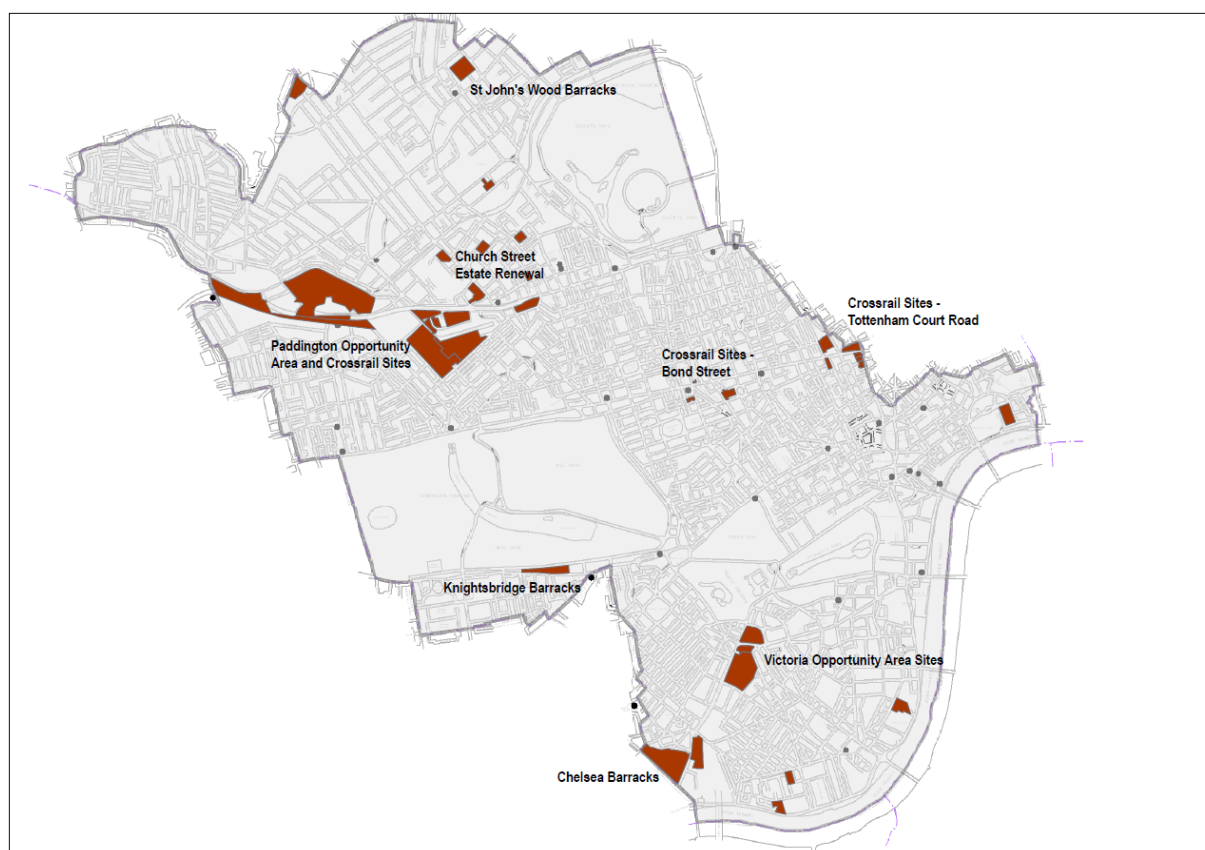 St John's Wood Barracks
Church Street
Estate Renewal
Crossrail Sites -
Tottenham Court Road
Paddington Opportunity
Area and Crossrail Sites
Crossrail Sites -
Bond Street
Knightsbridge Barracks
Victoria Opportunity Area Sites
Chelsea Barracks